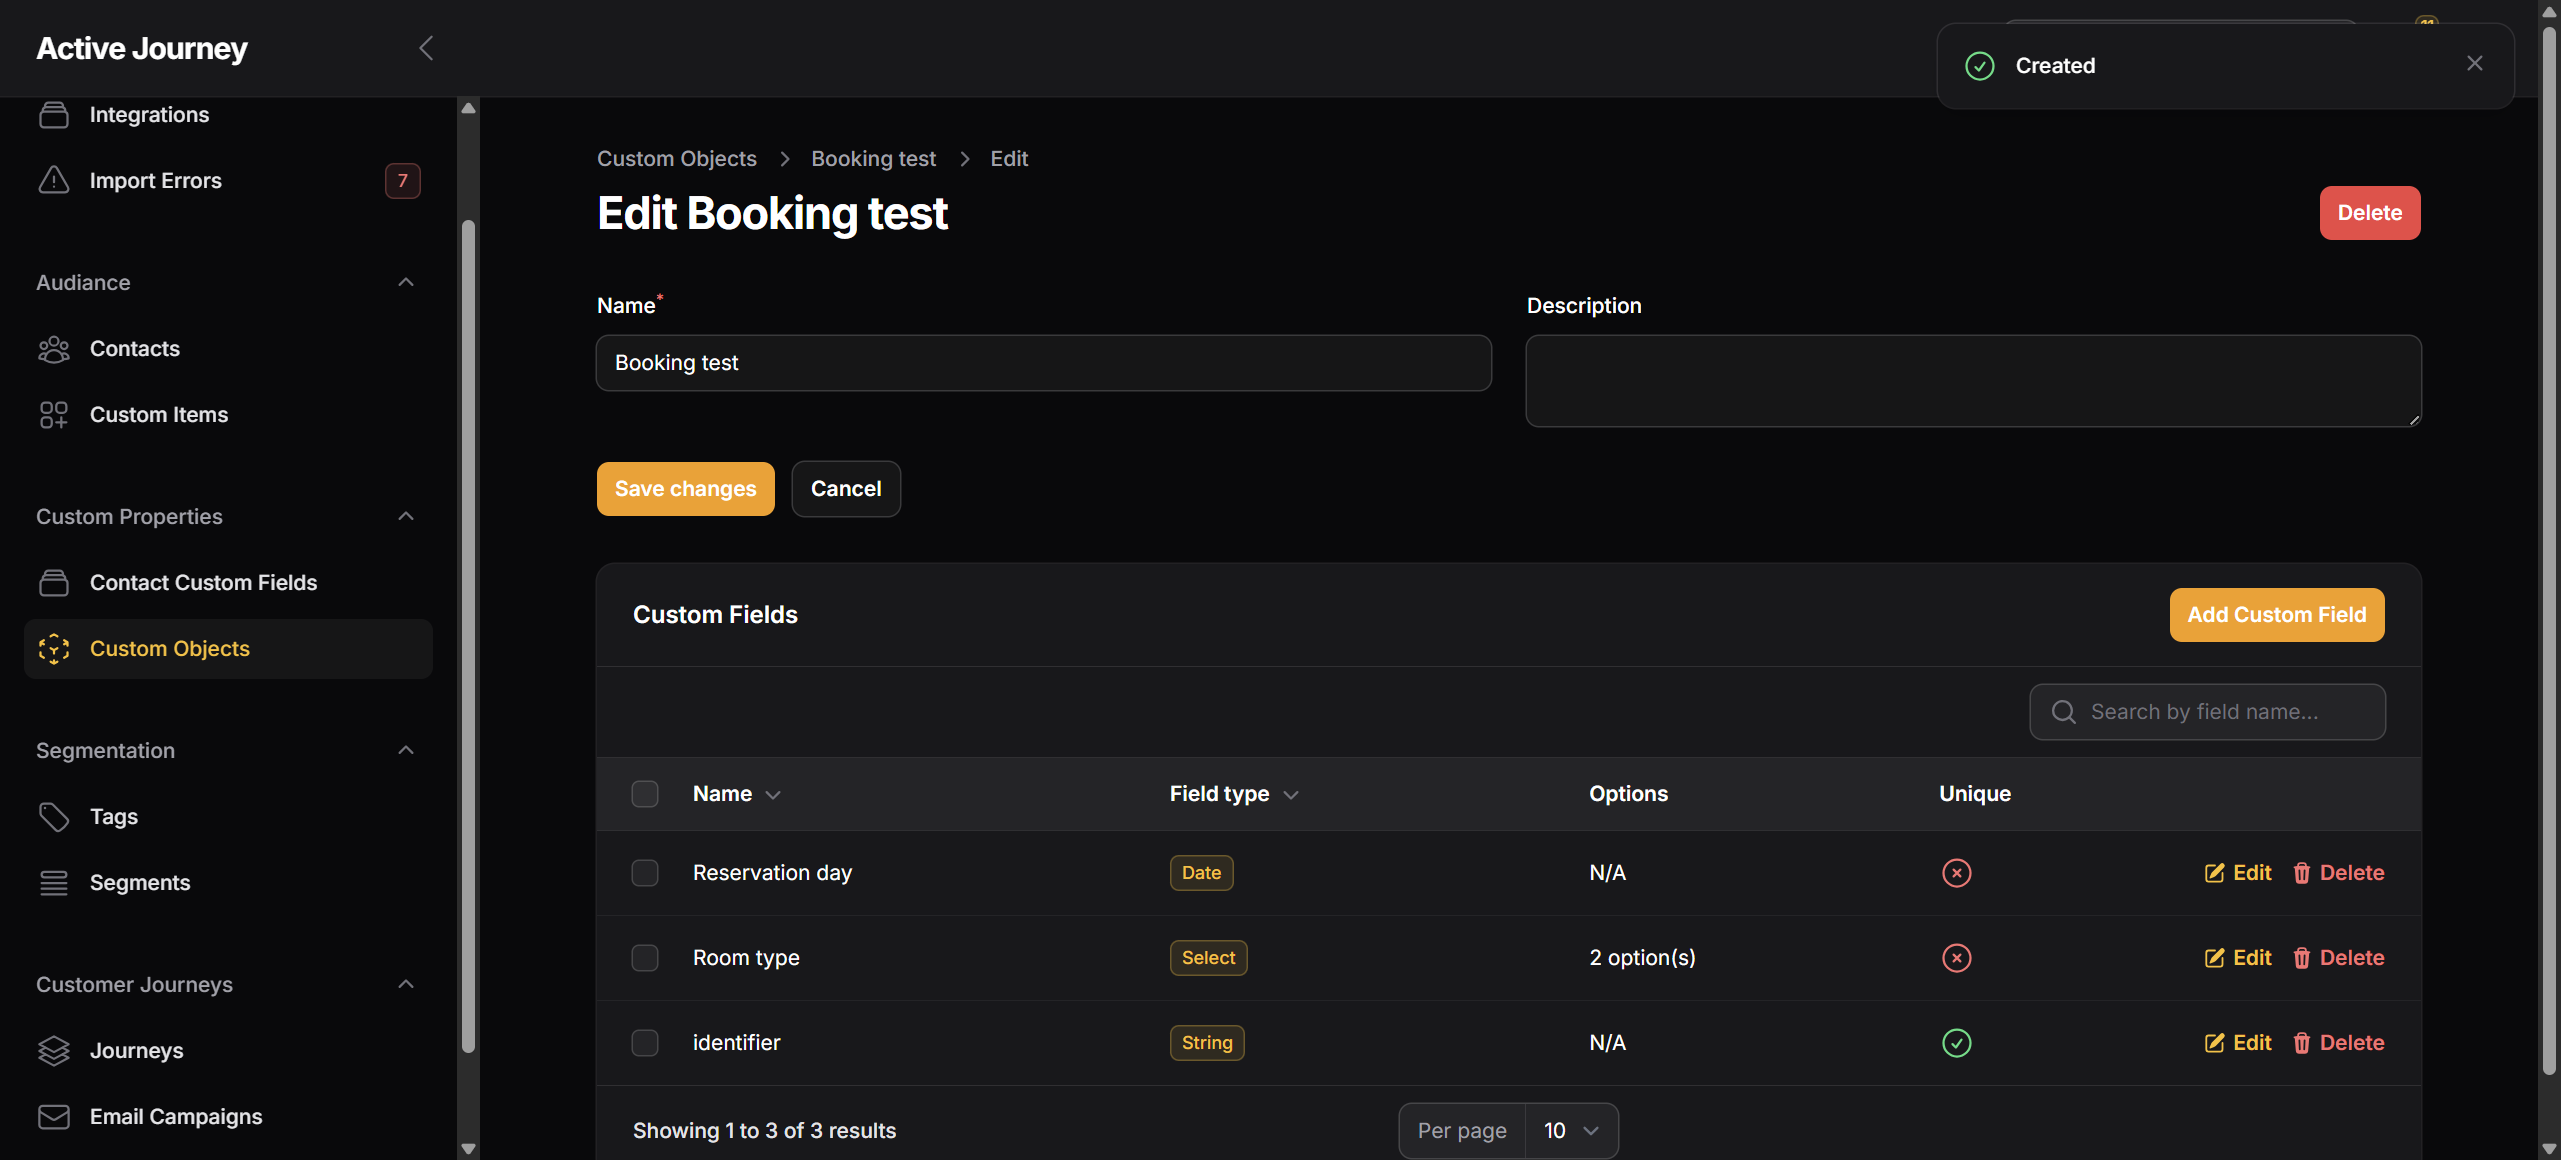 Active Journey
11
Created
Integrations
Import Errors
7
Audiance
Contacts
Custom Items
Custom Properties
Contact Custom Fields
Custom Objects
Segmentation
Tags
Segments
Customer Journeys
Journeys
Email Campaigns
Custom Objects Booking test Edit
Edit Booking test
Delete
Name*
Booking test
Description
Save changes
Cancel
Custom Fields
Add Custom Field
Search by field name...
Name Field type Options Unique
Reservation day Date N/A Edit Delete
Room type Select 2 option(s) Edit Delete
identifier String N/A Edit Delete
Showing 1 to 3 of 3 results
Per page 10